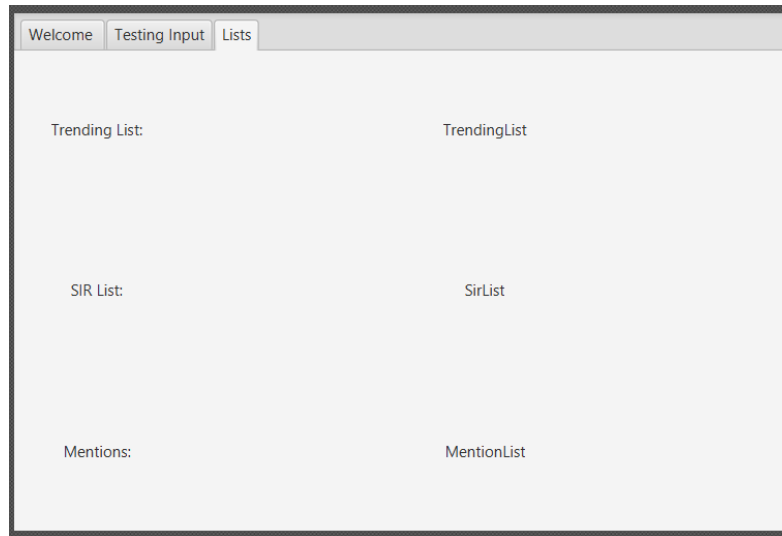 Welcome Testing Input Lists
Trending List: TrendingList
SIR List: SirList
Mentions: MentionList